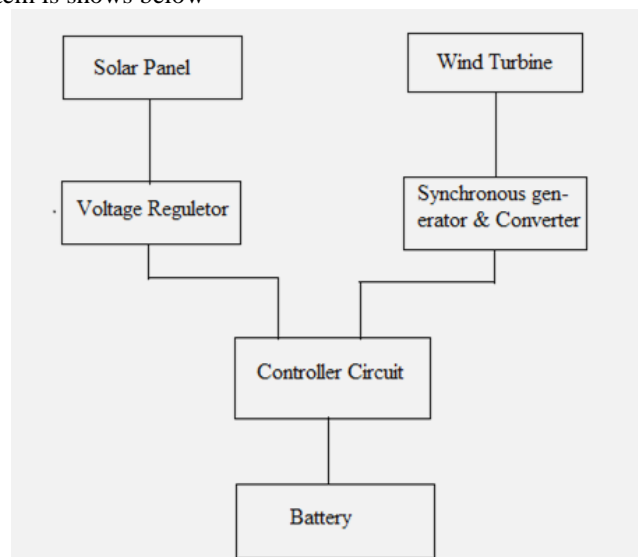 tem is shows below
Solar Panel
Wind Turbine
Voltage Reguletor
Synchronous gen-
erator & Converter
Controller Circuit
Battery